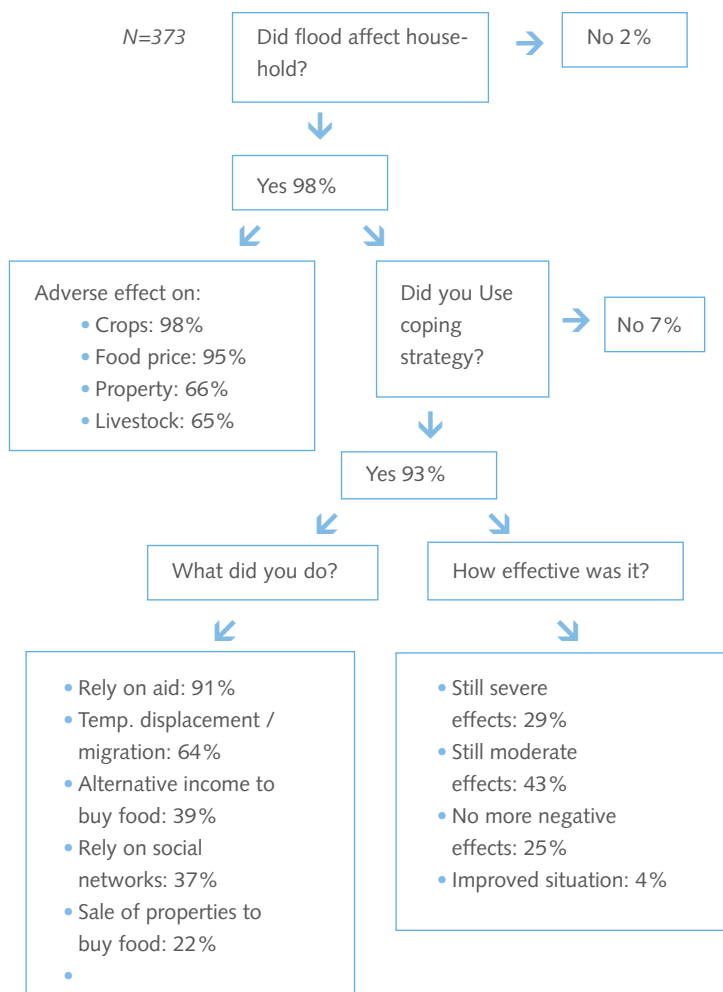 N=373
Did flood affect house-
hold?
No 2%
Yes 98%
Adverse effect on:
• Crops: 98%
• Food price: 95%
• Property: 66%
• Livestock: 65%
Did you Use
coping
strategy?
No 7%
Yes 93%
What did you do?
How effective was it?
• Rely on aid: 91%
• Temp. displacement /
migration: 64%
• Alternative income to
buy food: 39%
• Rely on social
networks: 37%
• Sale of properties to
buy food: 22%
•
• Still severe
effects: 29%
• Still moderate
effects: 43%
• No more negative
effects: 25%
• Improved situation: 4%